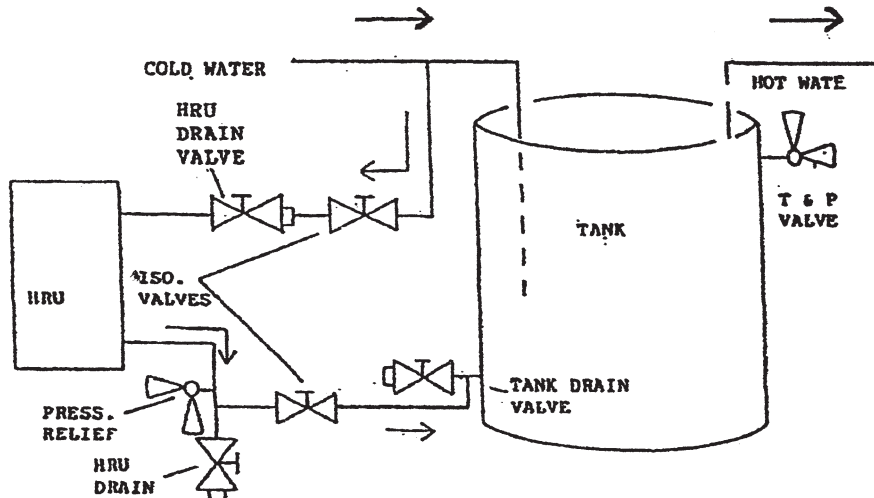 COLD WATER
HOT WATE
HRU
DRAIN
VALVE
T & P
VALVE
TANK
HRU
ISO.
VALVES
TANK DRAIN
VALVE
PRESS.
RELIEF
HRU
DRAIN